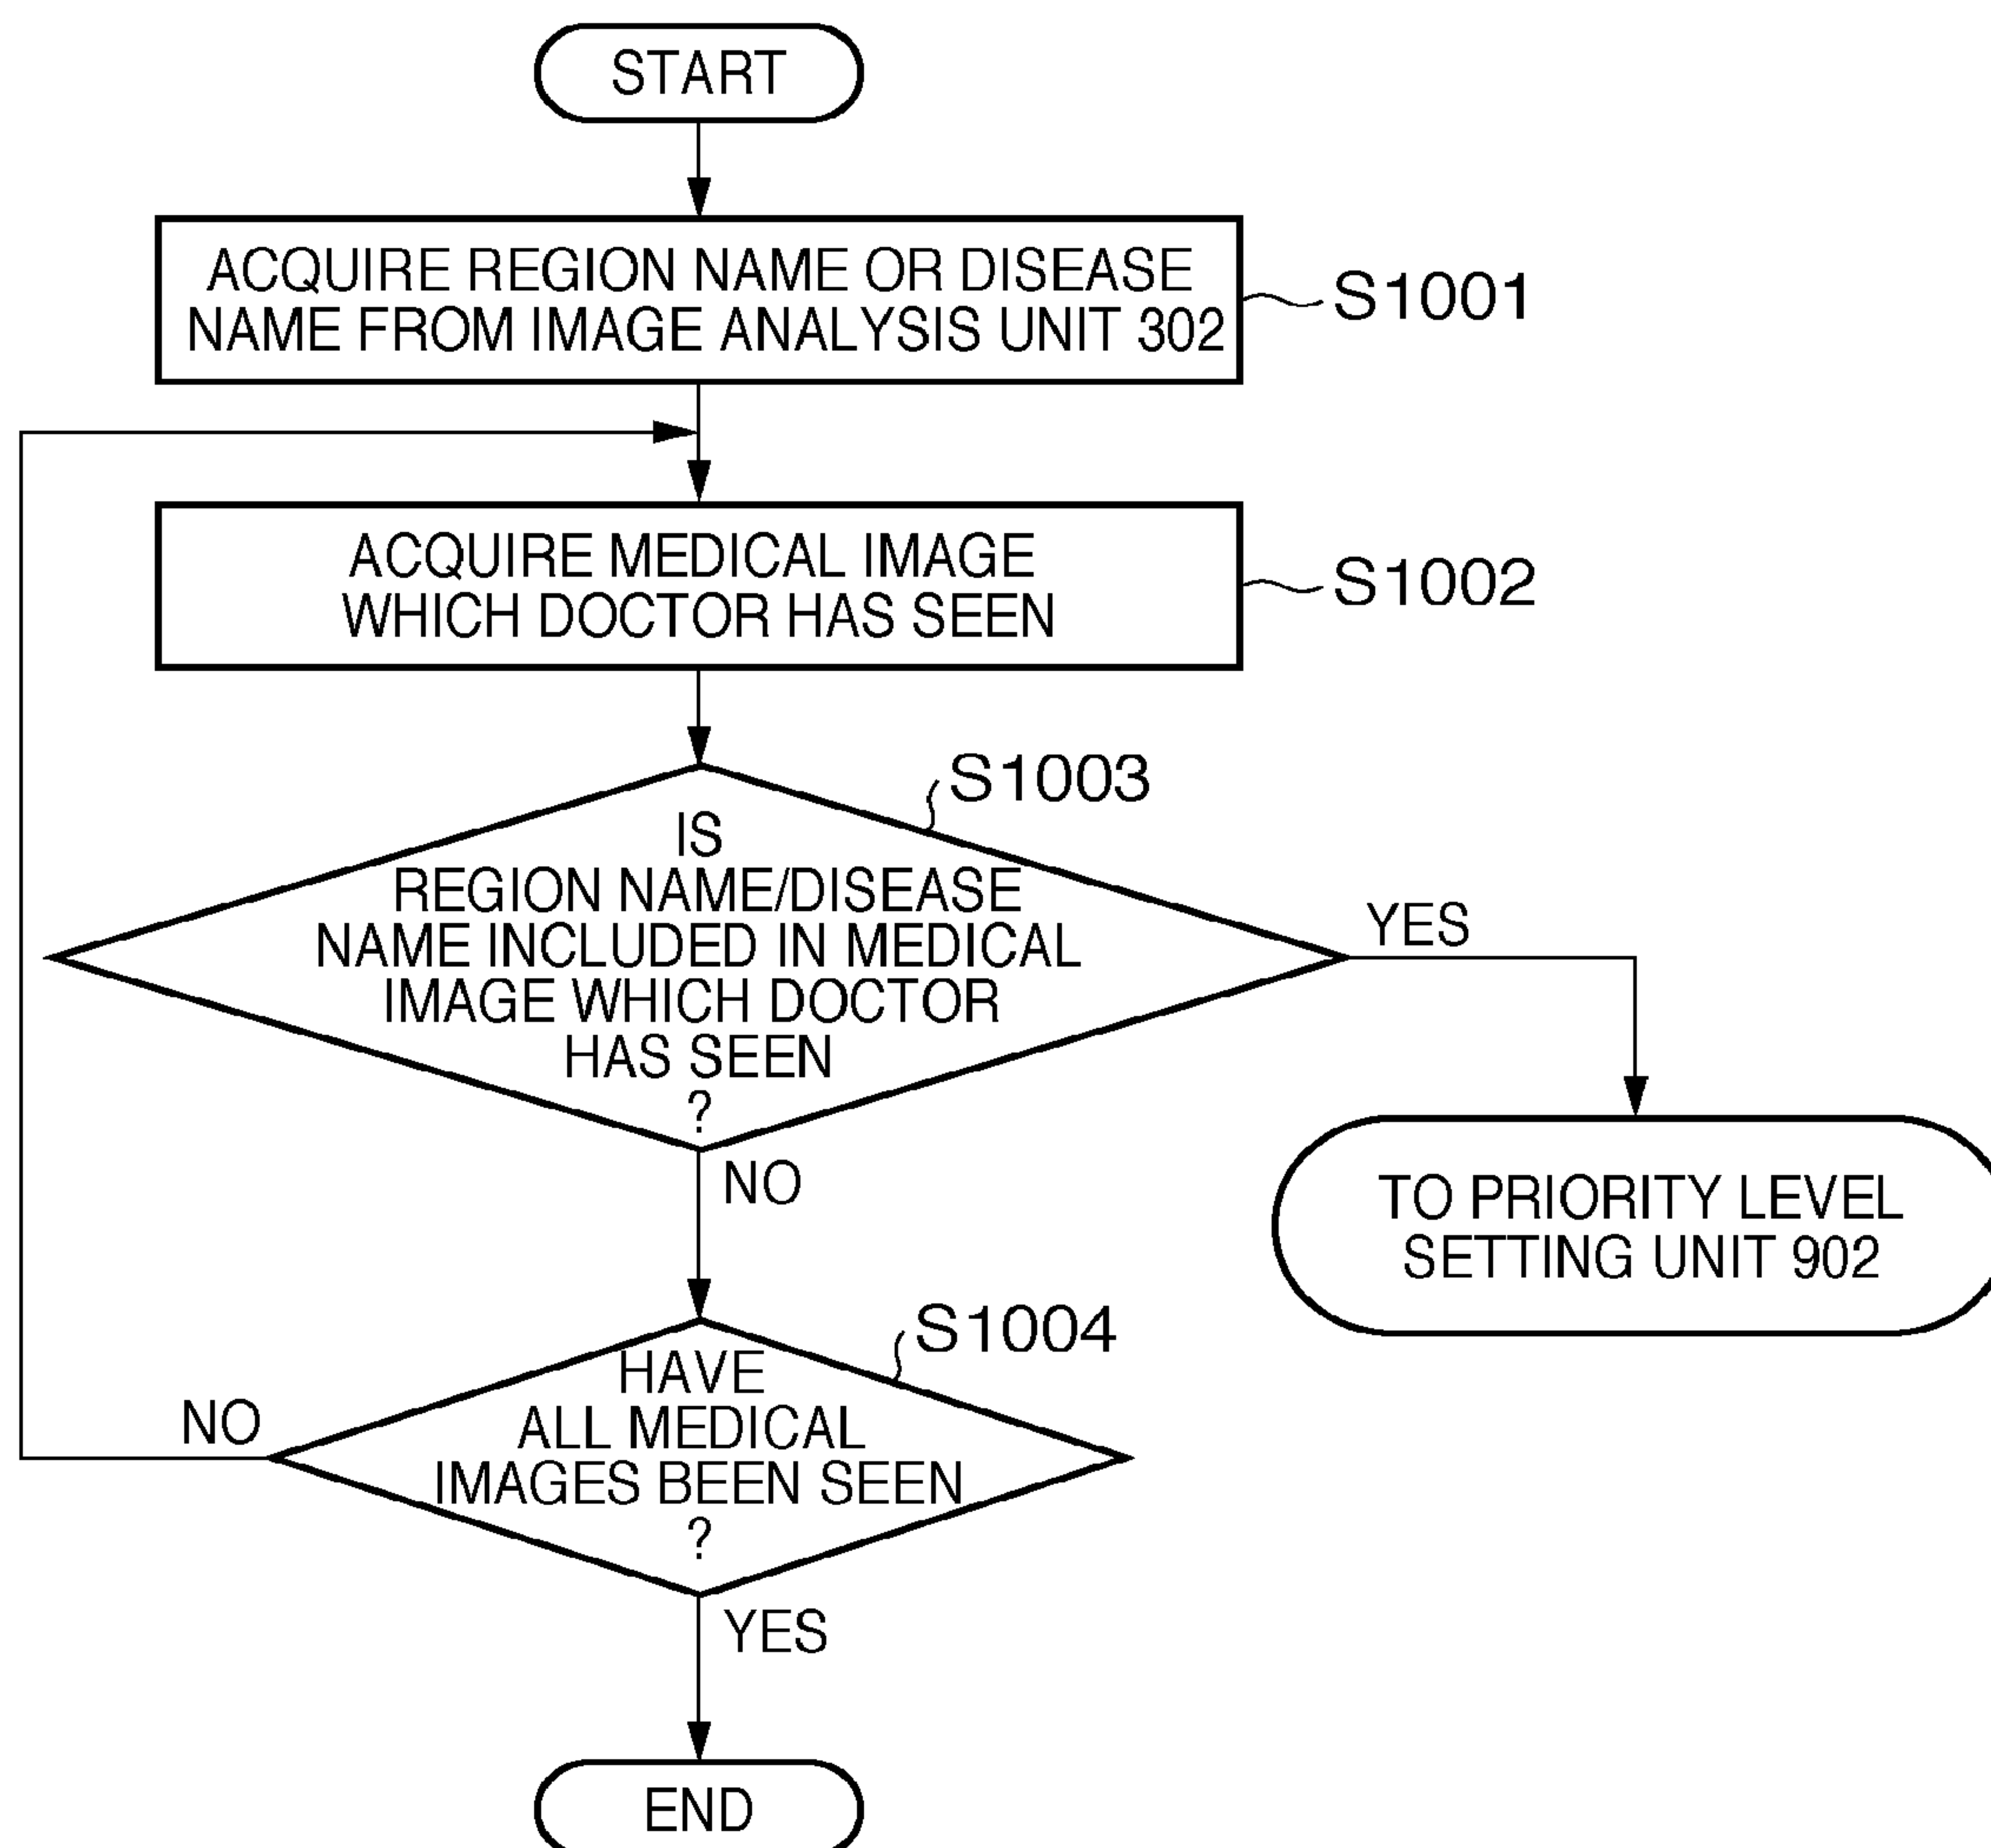 START
ACQUIRE REGION NAME OR DISEASE
NAME FROM IMAGE ANALYSIS UNIT 302
S1001
ACQUIRE MEDICAL IMAGE
WHICH DOCTOR HAS SEEN
S1002
S1003
IS
REGION NAME/DISEASE
NAME INCLUDED IN MEDICAL
IMAGE WHICH DOCTOR
HAS SEEN
?
YES
NO
TO PRIORITY LEVEL
SETTING UNIT 902
S1004
HAVE
ALL MEDICAL
IMAGES BEEN SEEN
?
NO
YES
END